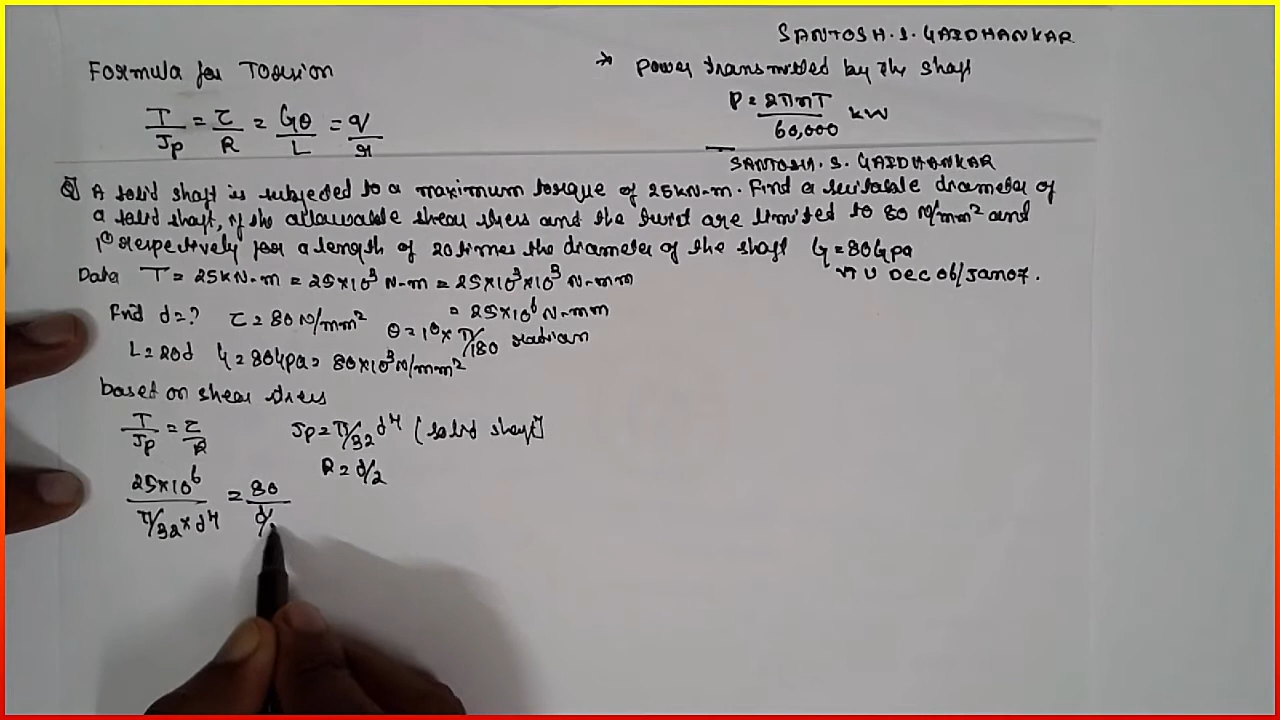 SANTOSH.S.GAIDHANKAR
Formula for Torsion
→ Power transmitted by the shaft
T/Jp = τ/R = Gθ/L = q/r
P = 2πnT/60,000 kW
SANTOSH.S.GAIDHANKAR
Q] A solid shaft is subjected to a maximum torque of 25kN-m. Find a suitable diameter of
a solid shaft, if the allowable shear stress and the twist are limited to 80 N/mm² and
1° respectively for a length of 20 times the diameter of the shaft G=80Gpa
VTU Dec 06/Jan07.
Data T = 25kN-m = 25×10³ N-m = 25×10³×10³ N-mm
= 25×10⁶ N-mm
Find d=? τ = 80 N/mm² θ = 1°× π/180 radian
L=20d G = 80Gpa = 80×10³ N/mm²
based on shear stress
T/Jp = τ/R Jp = π/32 d⁴ (solid shaft)
R = d/2
25×10⁶/π/32×d⁴ = 80/d/